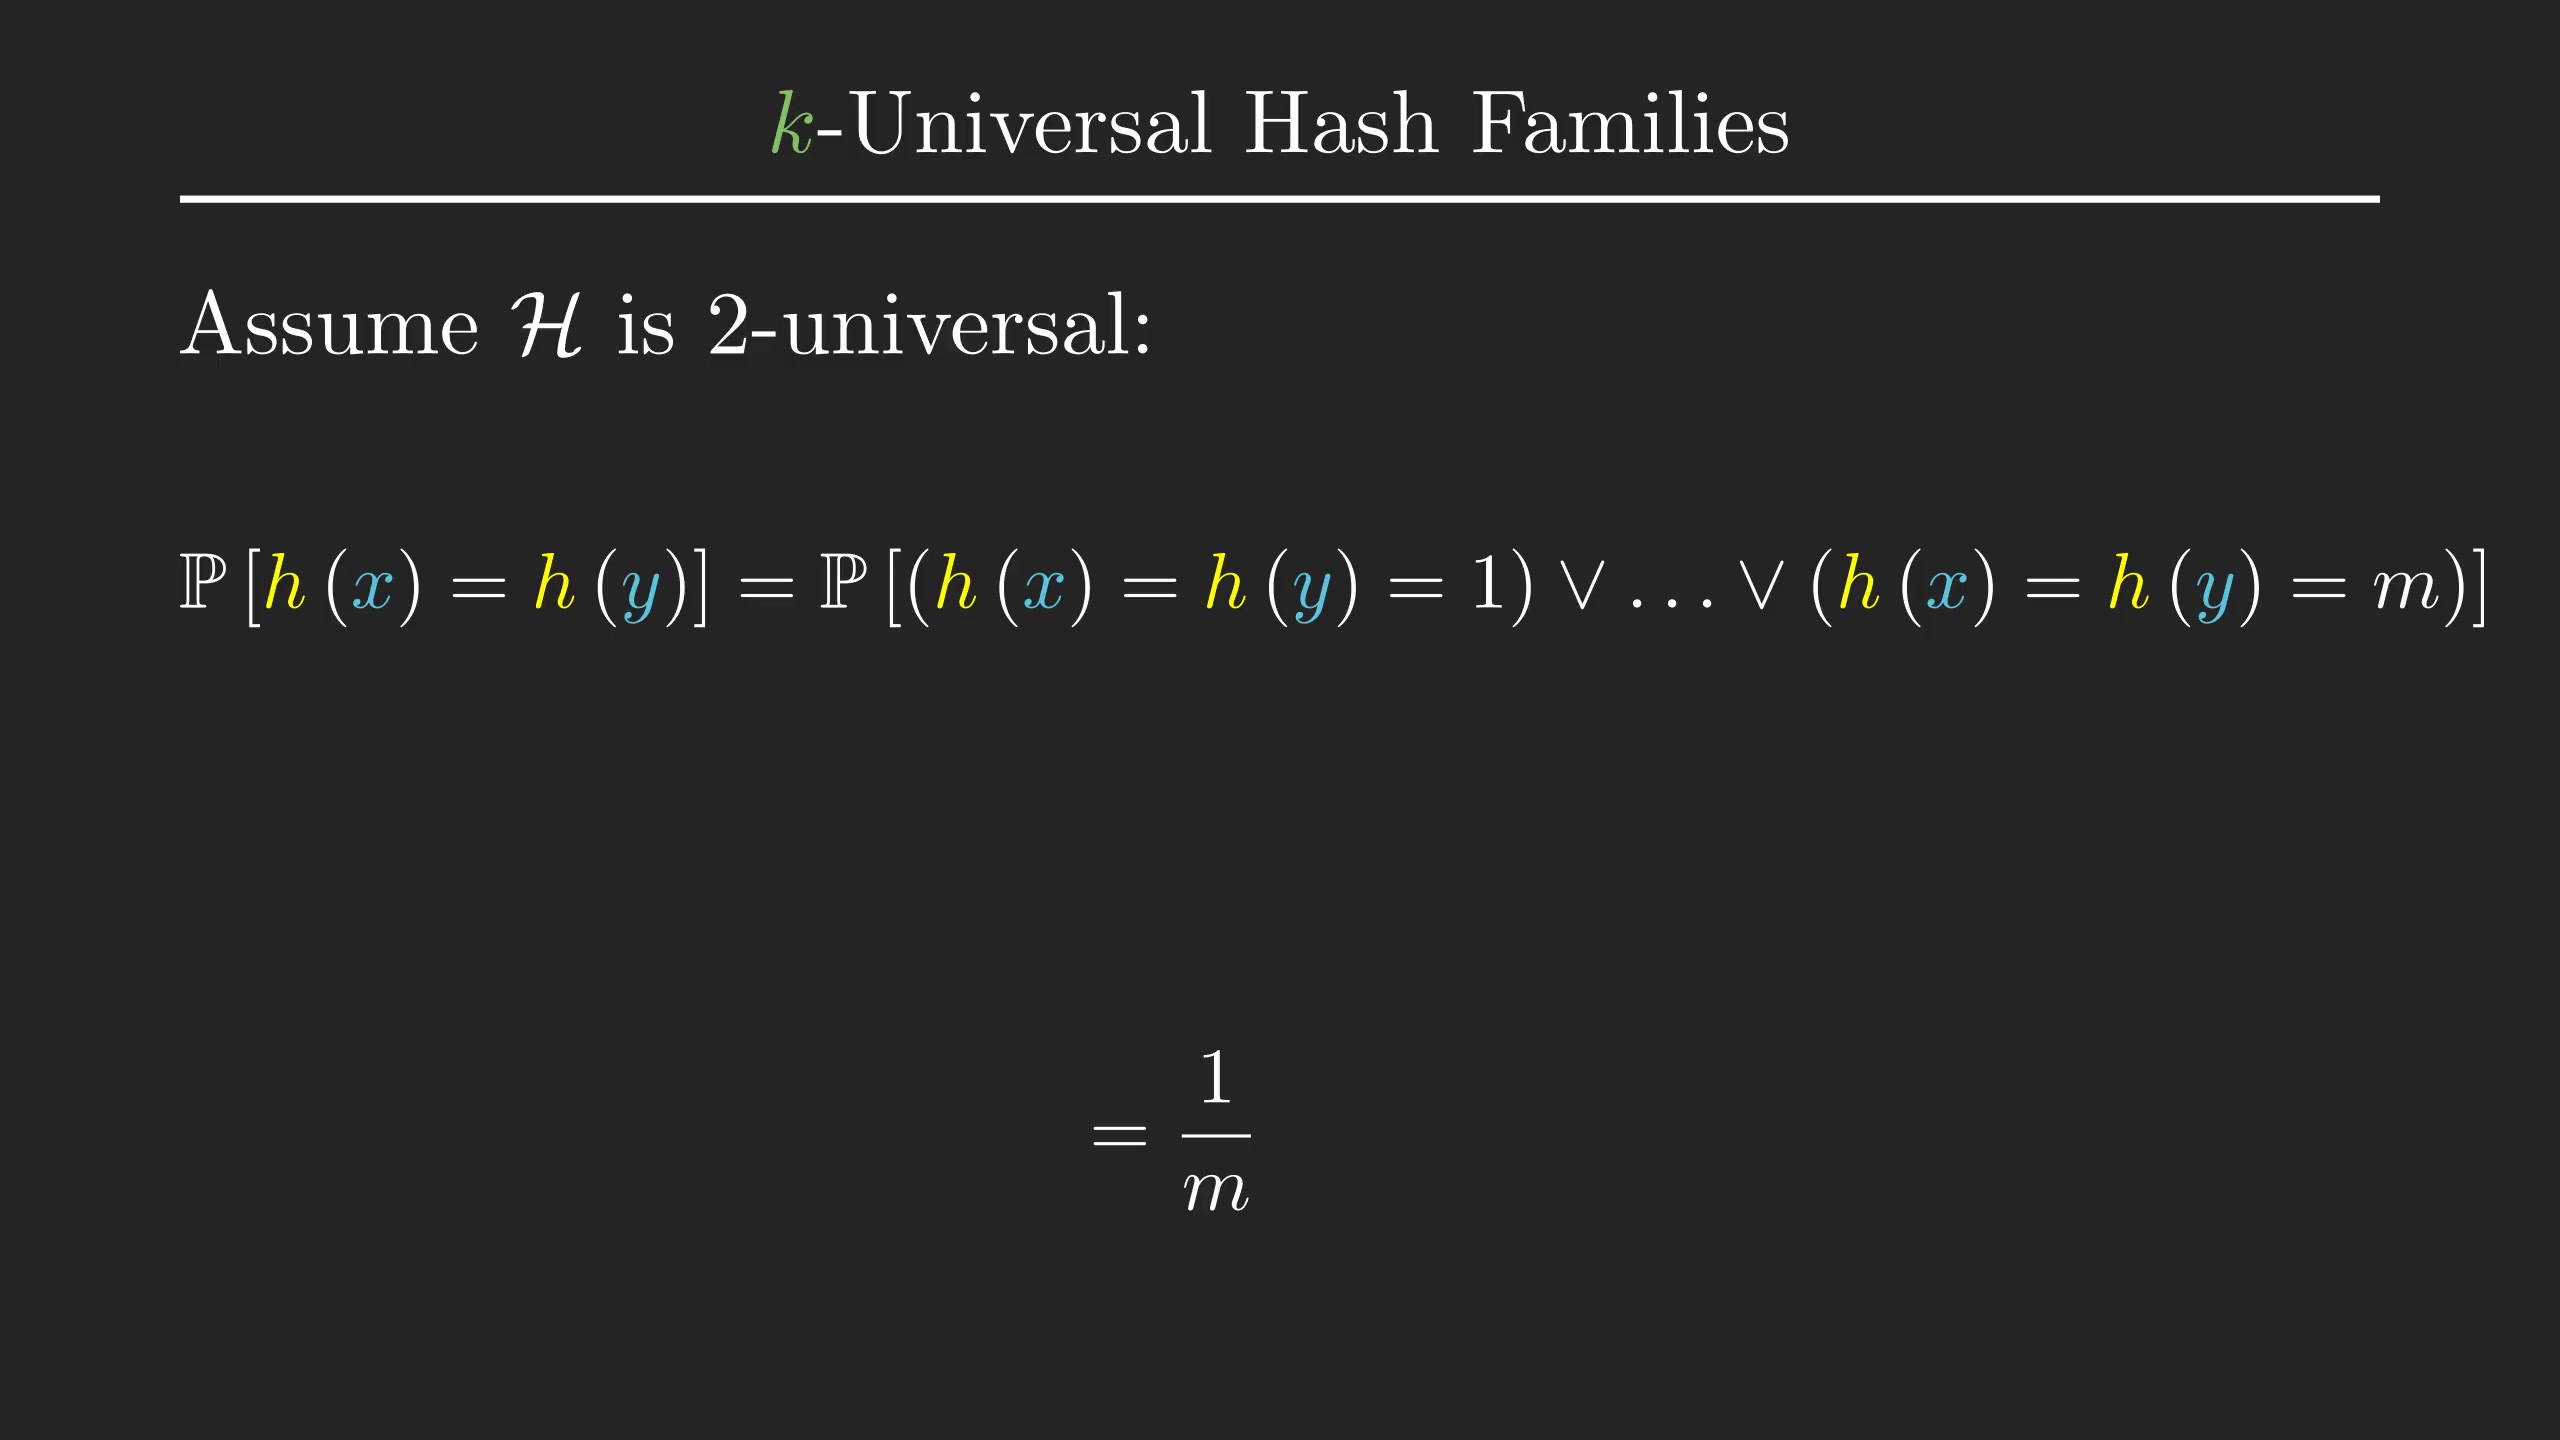 k-Universal Hash Families
Assume ℋ is 2-universal:
ℙ [h (x) = h (y)] = ℙ [(h (x) = h (y) = 1) ∨ . . . ∨ (h (x) = h (y) = m)]
= 1/m